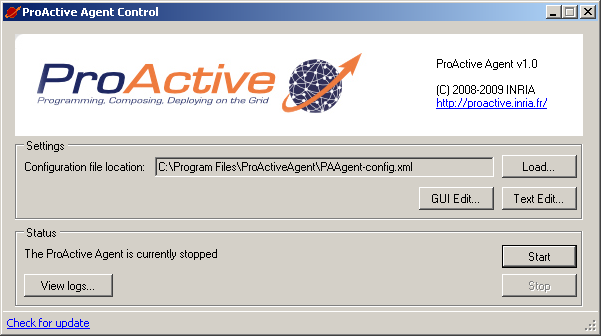 ProActive Agent Control
ProActive
Programming, Composing, Deploying on the Grid
ProActive Agent v1.0
(C) 2008-2009 INRIA
http://proactive.inria.fr/
Settings
Configuration file location: C:\Program Files\ProActiveAgent\PAAgent-config.xml Load...
GUI Edit... Text Edit...
Status
The ProActive Agent is currently stopped
Start
View logs... Stop
Check for update